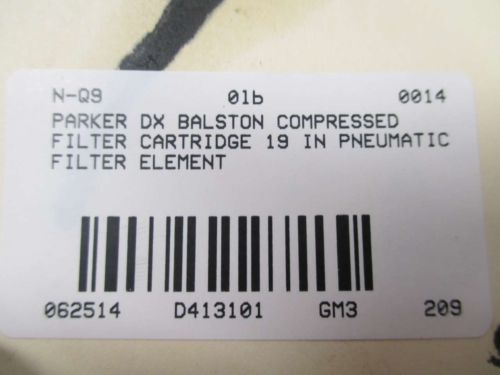 N-Q9 01b 0014
PARKER DX BALSTON COMPRESSED
FILTER CARTRIDGE 19 IN PNEUMATIC
FILTER ELEMENT
062514 D413101 GM3 209